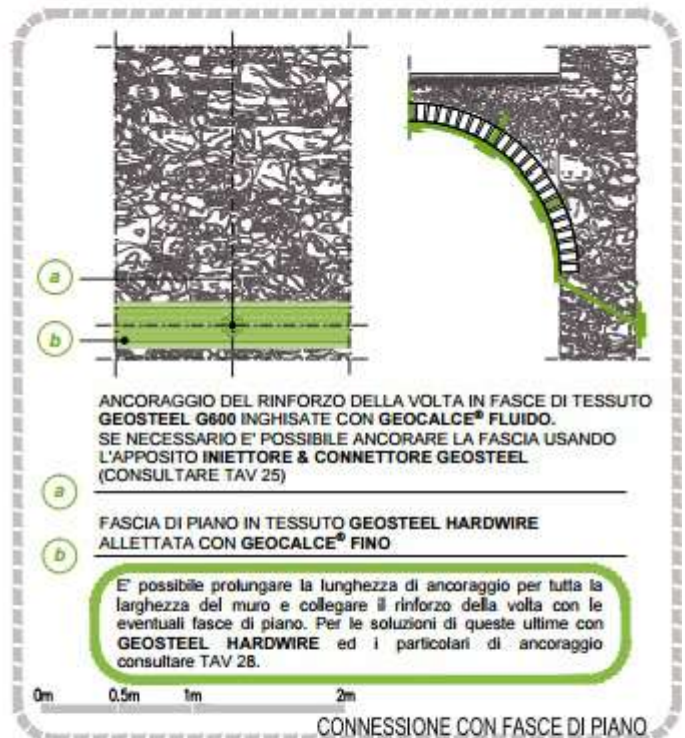 a
b
ANCORAGGIO DEL RINFORZO DELLA VOLTA IN FASCE DI TESSUTO
GEOSTEEL G600 INGHISATE CON GEOCALCE® FLUIDO.
SE NECESSARIO E' POSSIBILE ANCORARE LA FASCIA USANDO
L'APPOSITO INIETTORE & CONNETTORE GEOSTEEL
(CONSULTARE TAV 25)
a
FASCIA DI PIANO IN TESSUTO GEOSTEEL HARDWIRE
ALLETTATA CON GEOCALCE® FINO
b
E' possibile prolungare la lunghezza di ancoraggio per tutta la
larghezza del muro e collegare il rinforzo della volta con le
eventuali fasce di piano. Per le soluzioni di queste ultime con
GEOSTEEL HARDWIRE ed i particolari di ancoraggio
consultare TAV 28.
0m 0.5m 1m 2m
CONNESSIONE CON FASCE DI PIANO